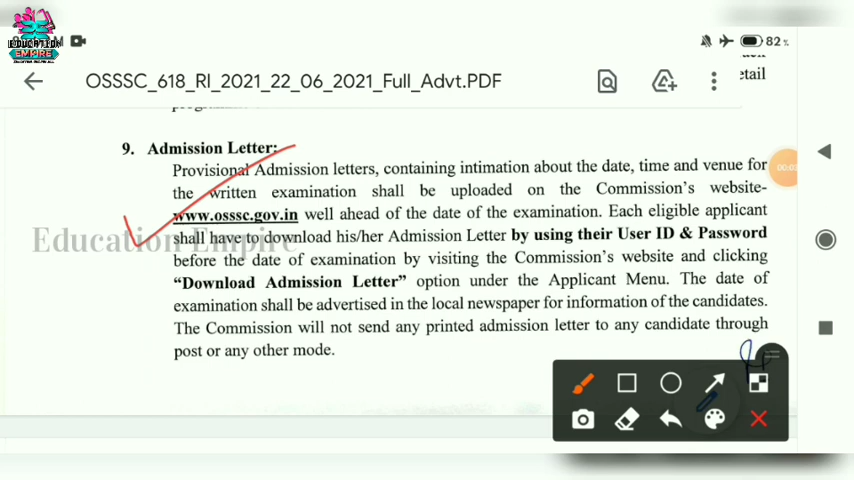 EDUCATION
EMPIRE
M
82%
OSSSC_618_RI_2021_22_06_2021_Full_Advt.PDF
etail
9. Admission Letter:
Provisional Admission letters, containing intimation about the date, time and venue for
the written examination shall be uploaded on the Commission's website-
www.osssc.gov.in well ahead of the date of the examination. Each eligible applicant
shall have to download his/her Admission Letter by using their User ID & Password
before the date of examination by visiting the Commission's website and clicking
“Download Admission Letter” option under the Applicant Menu. The date of
examination shall be advertised in the local newspaper for information of the candidates.
The Commission will not send any printed admission letter to any candidate through
post or any other mode.
Education Empire